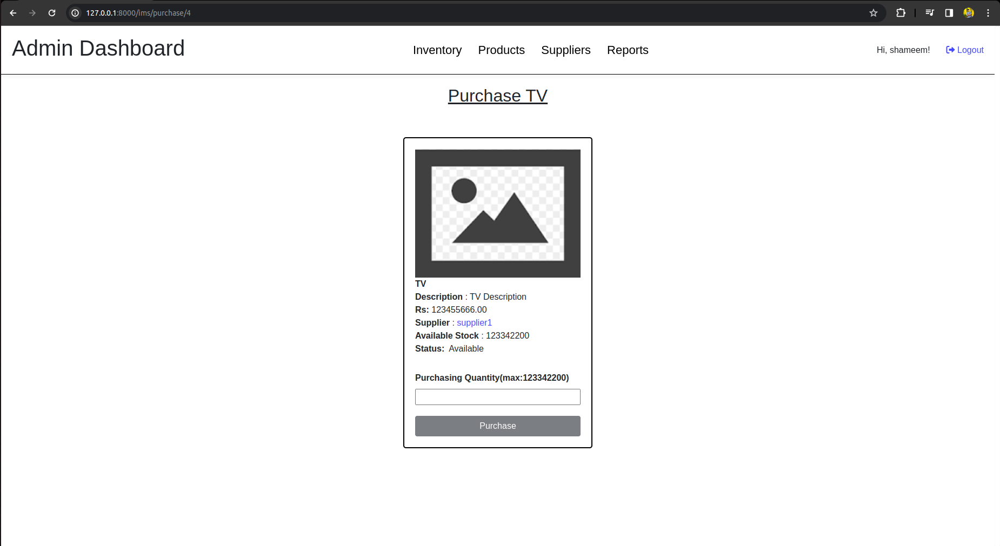 127.0.0.1:8000/ims/purchase/4
Admin Dashboard
Inventory Products Suppliers Reports
Hi, shameem! Logout
Purchase TV
TV
Description : TV Description
Rs: 123455666.00
Supplier : supplier1
Available Stock : 123342200
Status: Available
Purchasing Quantity(max:123342200)
Purchase